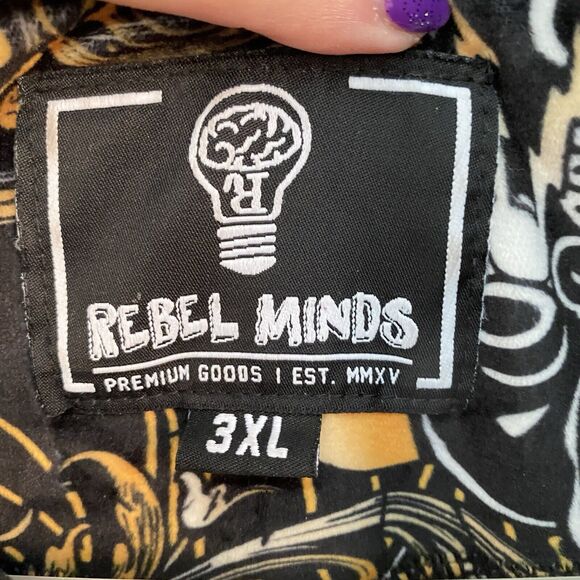 R
REBEL MINDS
PREMIUM GOODS | EST. MMXV
3XL